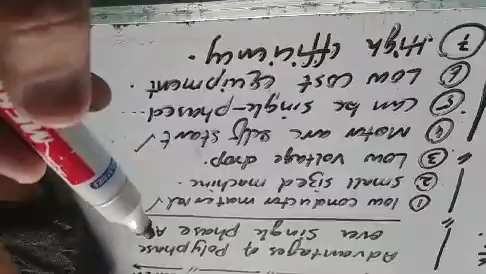 Advantages of Polyphase
over single phase AC
① low conductor material ✓
② small sized machine.
③ Low voltage drop.
④ Motor are self start ✓
⑤ can be single-phased...
⑥ Low cost equipment.
⑦ High efficiency.